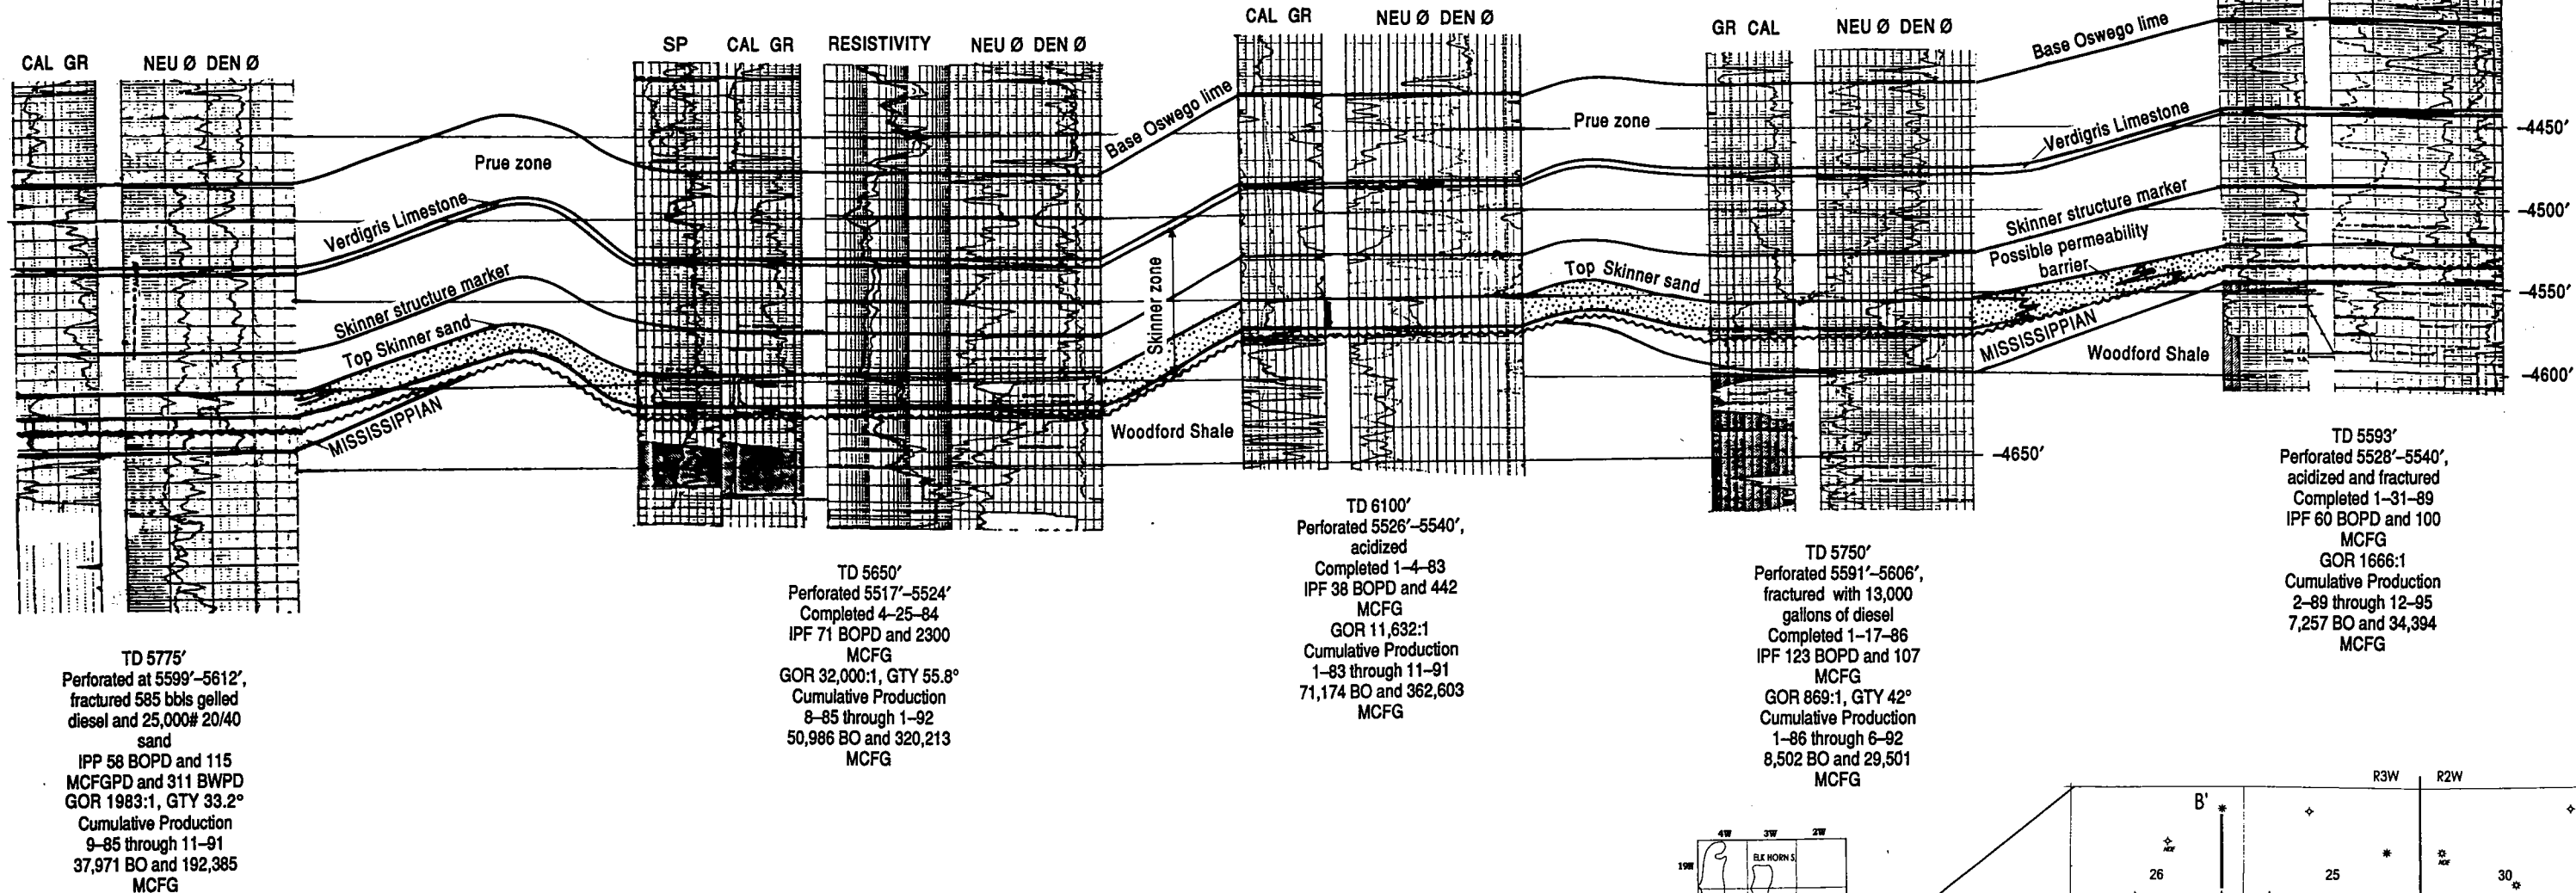 CAL GR
NEU Ø DEN Ø
SP
CAL GR
RESISTIVITY
NEU Ø DEN Ø
CAL GR
NEU Ø DEN Ø
GR CAL
NEU Ø DEN Ø
Base Oswego lime
Base Oswego lime
Prue zone
Prue zone
Verdigris Limestone
Verdigris Limestone
Skinner structure marker
Skinner structure marker
Top Skinner sand
Top Skinner sand
Possible permeability
barrier
Skinner zone
MISSISSIPPIAN
MISSISSIPPIAN
Woodford Shale
Woodford Shale
–4450′
–4500′
–4550′
–4600′
–4650′
TD 5775′
Perforated at 5599′–5612′,
fractured 585 bbls gelled
diesel and 25,000# 20/40
sand
IPP 58 BOPD and 115
MCFGPD and 311 BWPD
GOR 1983:1, GTY 33.2°
Cumulative Production
9–85 through 11–91
37,971 BO and 192,385
MCFG
TD 5650′
Perforated 5517′–5524′
Completed 4–25–84
IPF 71 BOPD and 2300
MCFG
GOR 32,000:1, GTY 55.8°
Cumulative Production
8–85 through 1–92
50,986 BO and 320,213
MCFG
TD 6100′
Perforated 5526′–5540′,
acidized
Completed 1–4–83
IPF 38 BOPD and 442
MCFG
GOR 11,632:1
Cumulative Production
1–83 through 11–91
71,174 BO and 362,603
MCFG
TD 5750′
Perforated 5591′–5606′,
fractured with 13,000
gallons of diesel
Completed 1–17–86
IPF 123 BOPD and 107
MCFG
GOR 869:1, GTY 42°
Cumulative Production
1–86 through 6–92
8,502 BO and 29,501
MCFG
TD 5593′
Perforated 5528′–5540′,
acidized and fractured
Completed 1–31–89
IPF 60 BOPD and 100
MCFG
GOR 1666:1
Cumulative Production
2–89 through 12–95
7,257 BO and 34,394
MCFG
4W 3W 2W
ELK HORN S.
R3W R2W
B'
26
25
30